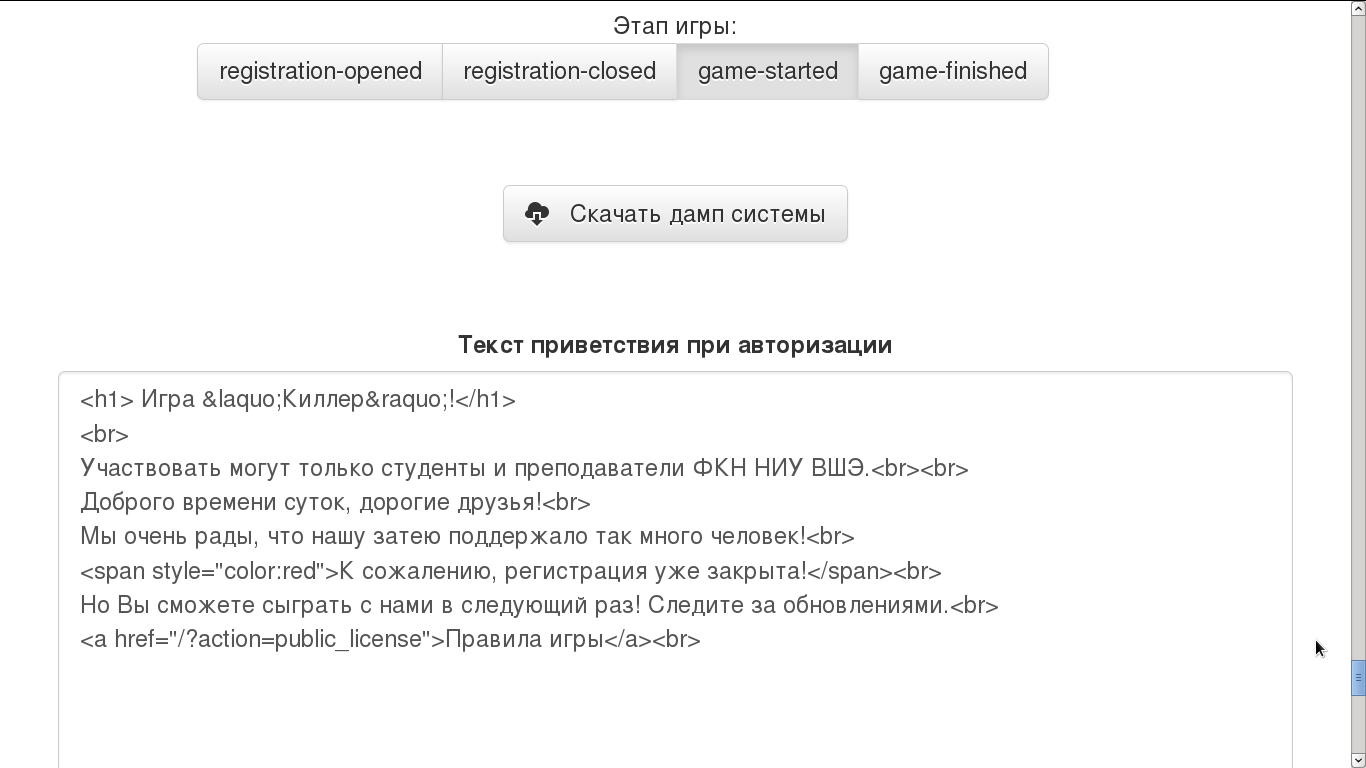 Этап игры:
registration-opened registration-closed game-started game-finished
Скачать дамп системы
Текст приветствия при авторизации
<h1> Игра &laquo;Киллер&raquo;!</h1>
<br>
Участвовать могут только студенты и преподаватели ФКН НИУ ВШЭ.<br><br>
Доброго времени суток, дорогие друзья!<br>
Мы очень рады, что нашу затею поддержало так много человек!<br>
<span style="color:red">К сожалению, регистрация уже закрыта!</span><br>
Но Вы сможете сыграть с нами в следующий раз! Следите за обновлениями.<br>
<a href="/?action=public_license">Правила игры</a><br>